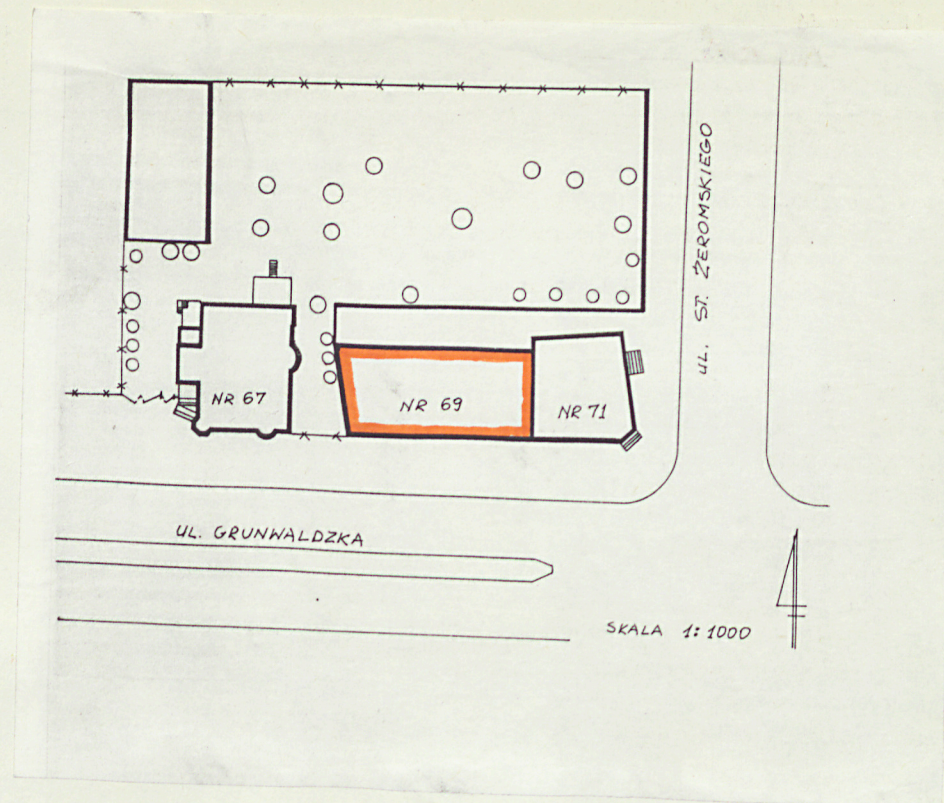 UL. ST. ŻEROMSKIEGO
NR 67
NR 69
NR 71
UL. GRUNWALDZKA
SKALA 1:1000